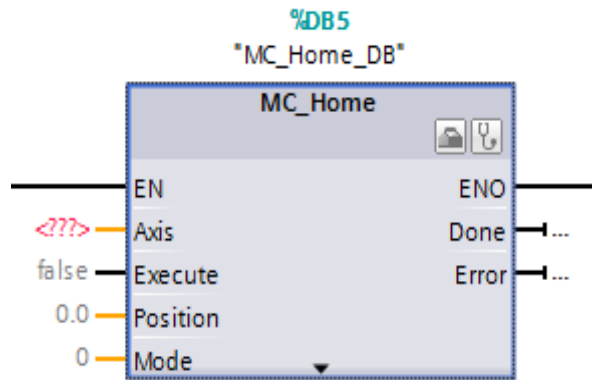 %DB5
"MC_Home_DB"
MC_Home
EN ENO
<???> Axis Done ...
false Execute Error ...
0.0 Position
0 Mode